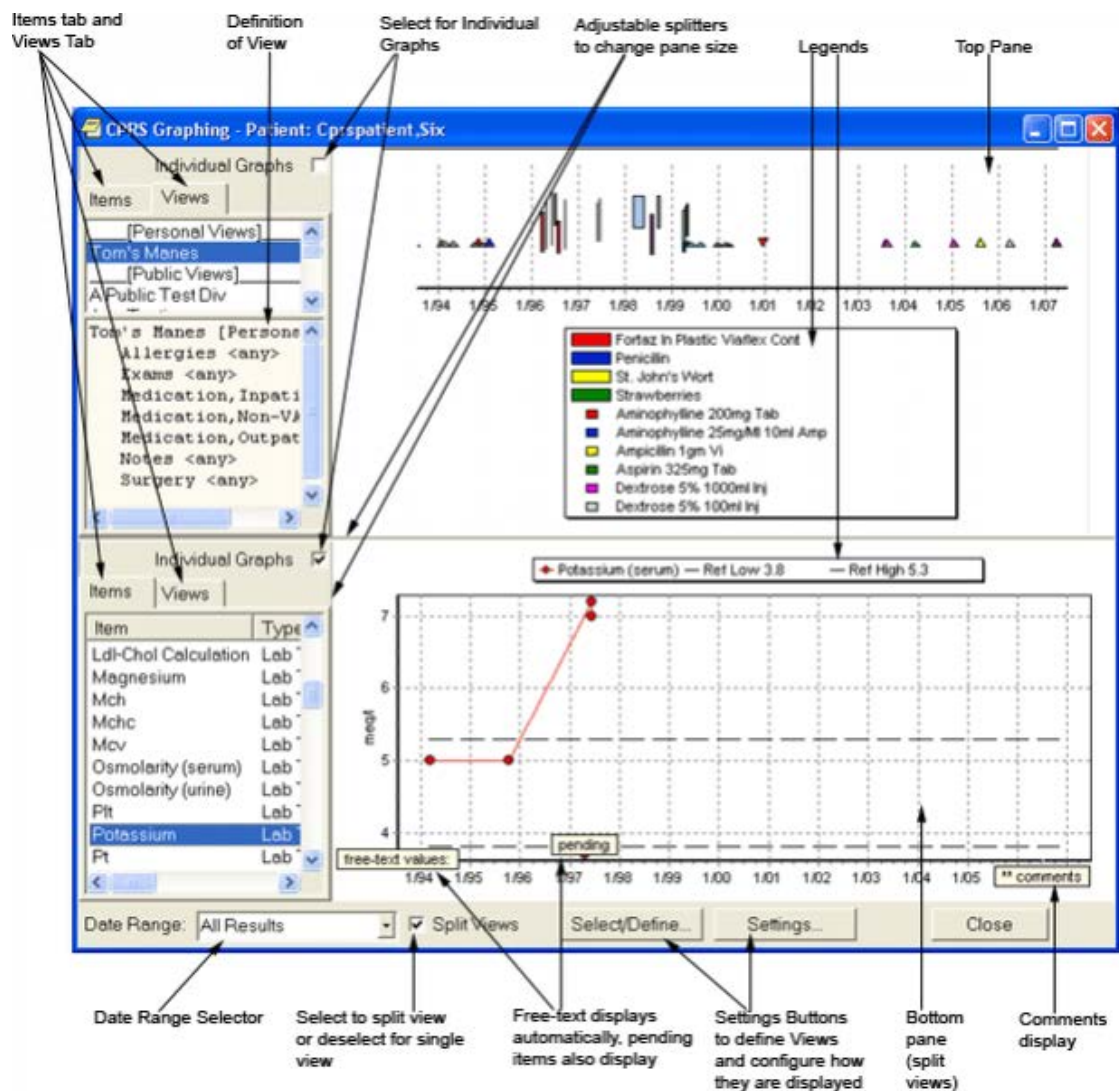 Items tab and
Views Tab
Definition
of View
Select for Individual
Graphs
Adjustable splitters
to change pane size
Legends
Top Pane
CPRS Graphing - Patient: Cprspatient,Six
Individual Graphs
Items
Views
[Personal Views]
Tom's Manes
[Public Views]
A Public Test Div
Tom's Manes [Persona
Allergies <any>
Exams <any>
Medication,Inpati
Medication,Non-VA
Medication,Outpat
Notes <any>
Surgery <any>
1/94 1/95 1/96 1/97 1/98 1/99 1/00 1/01 1/02 1/03 1/04 1/05 1/06 1/07
Fortaz In Plastic Viaflex Cont
Penicillin
St. John's Wort
Strawberries
Aminophylline 200mg Tab
Aminophylline 25mg/Ml 10ml Amp
Ampicillin 1gm Vi
Aspirin 325mg Tab
Dextrose 5% 1000ml Inj
Dextrose 5% 100ml Inj
Individual Graphs
Items
Views
Item Type
Ldl-Chol Calculation Lab
Magnesium Lab
Mch Lab
Mchc Lab
Mcv Lab
Osmolarity (serum) Lab
Osmolarity (urine) Lab
Plt Lab
Potassium Lab
Pt Lab
Potassium (serum) Ref Low 3.8 Ref High 5.3
7
6
5
4
meq/l
pending
free-text values:
1/94 1/95 1/96 1/97 1/98 1/99 1/00 1/01 1/02 1/03 1/04 1/05
** comments
Date Range: All Results
Split Views
Select/Define...
Settings...
Close
Date Range Selector
Select to split view
or deselect for single
view
Free-text displays
automatically, pending
items also display
Settings Buttons
to define Views
and configure how
they are displayed
Bottom
pane
(split
views)
Comments
display